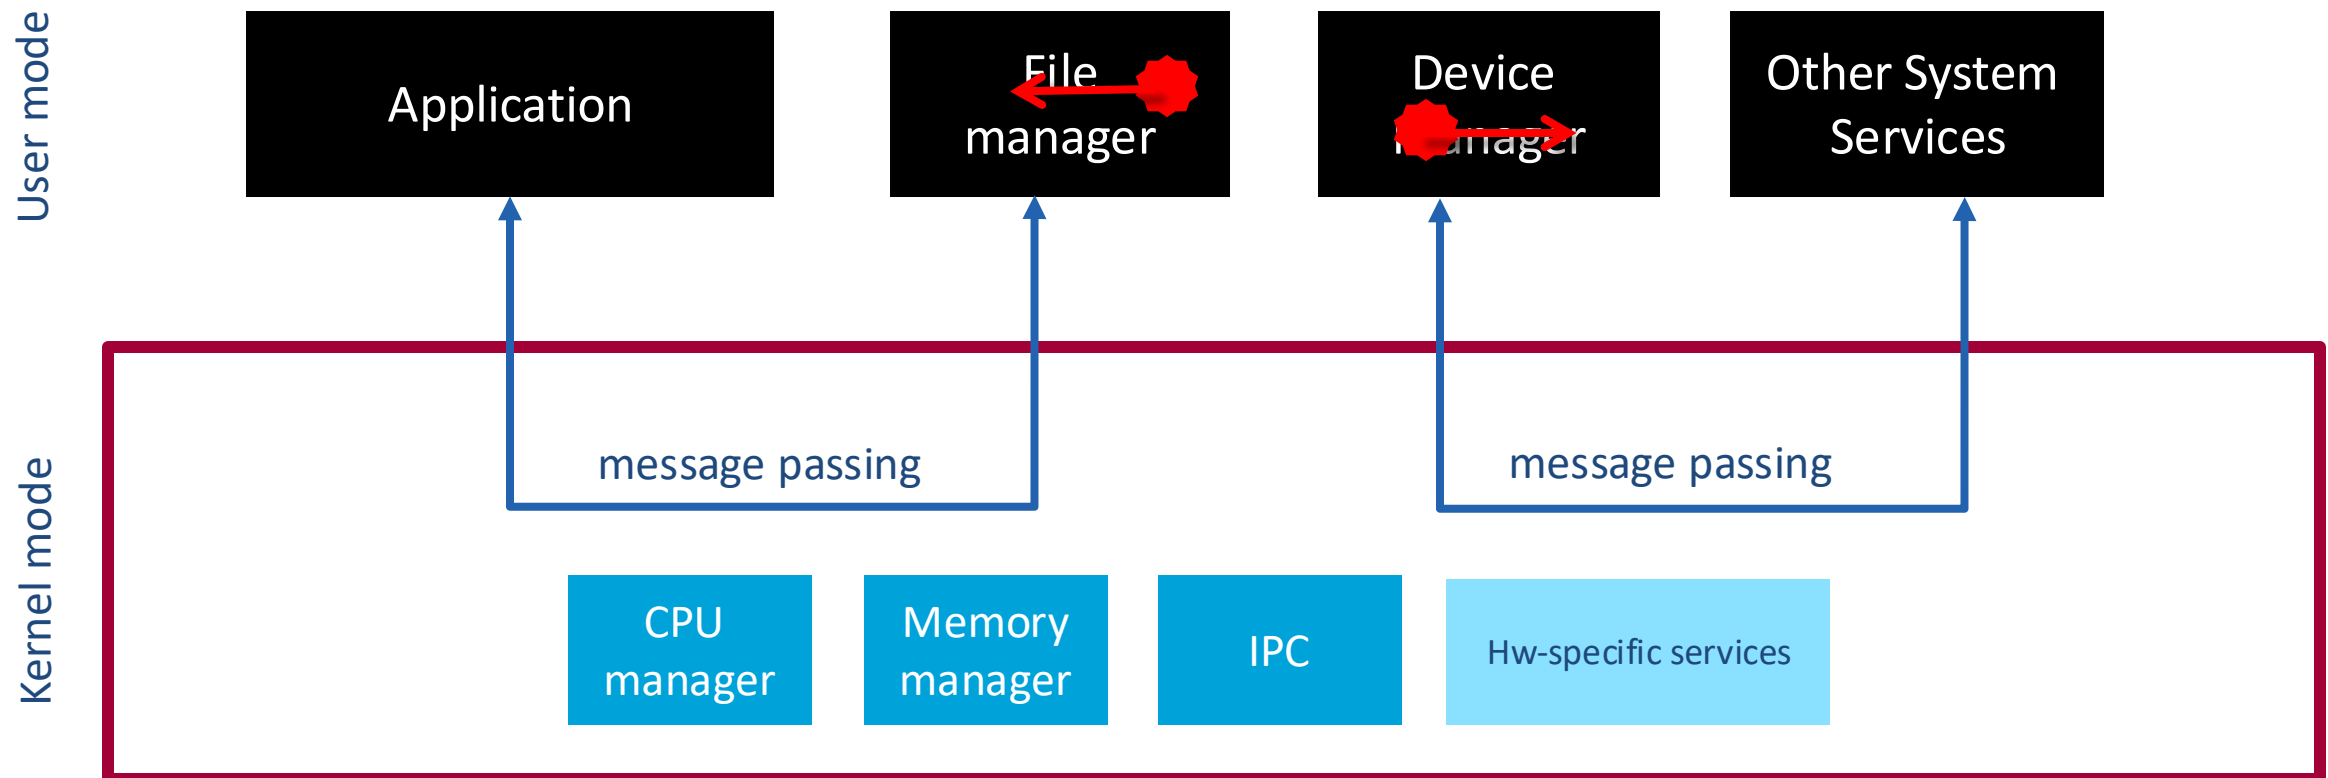 User mode
Application
File
manager
Device
Manager
Other System
Services
message passing
message passing
Kernel mode
CPU
manager
Memory
manager
IPC
Hw-specific services